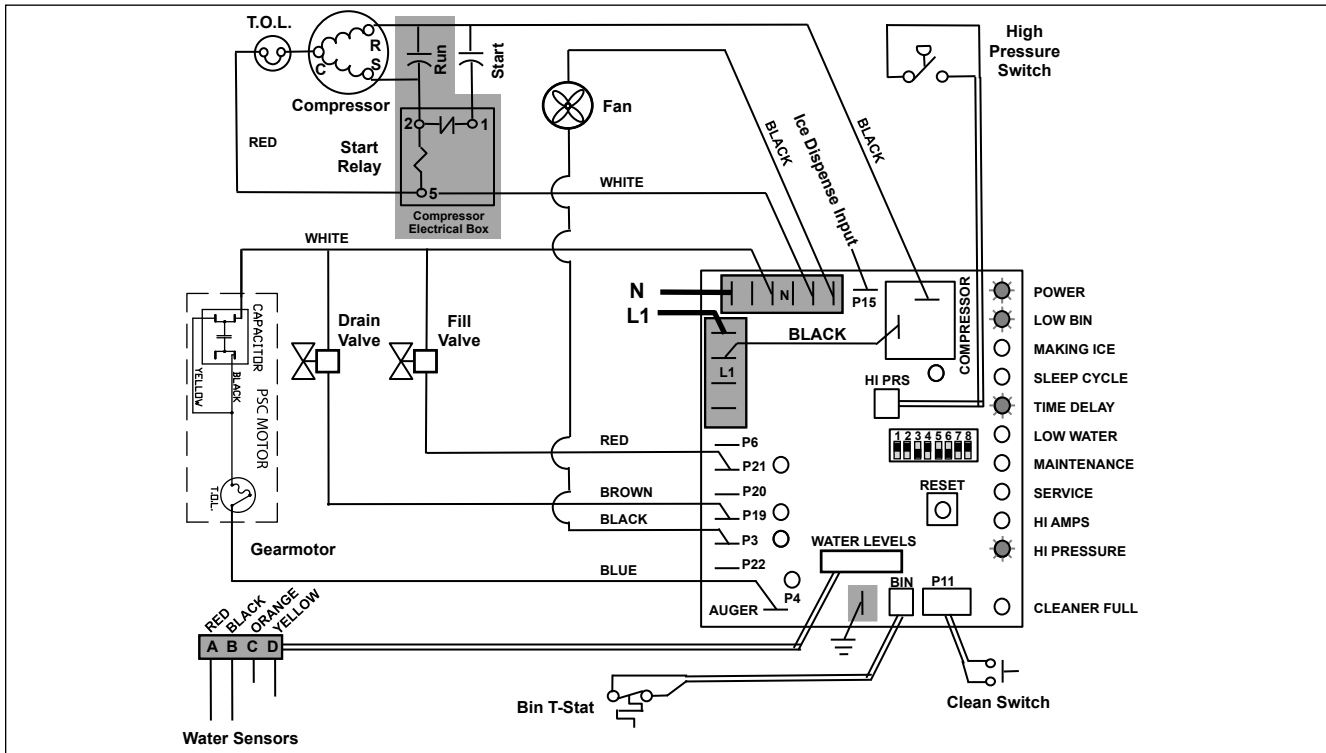 T.O.L.
R
S
C
Compressor
Run
Start
2
1
5
Start
Relay
Compressor
Electrical Box
RED
WHITE
Fan
BLACK
Ice Dispense Input
BLACK
High
Pressure
Switch
WHITE
N
L1
N
L1
BLACK
P15
COMPRESSOR
HI PRS
1 2 3 4 5 6 7 8
RESET
POWER
LOW BIN
MAKING ICE
SLEEP CYCLE
TIME DELAY
LOW WATER
MAINTENANCE
SERVICE
HI AMPS
HI PRESSURE
CLEANER FULL
Drain
Valve
Fill
Valve
CAPACITOR
YELLOW
BLACK
PSC MOTOR
T.O.L.
Gearmotor
RED
BROWN
BLACK
BLUE
P6
P21
P20
P19
P3
P22
P4
AUGER
WATER LEVELS
BIN
P11
RED
BLACK
ORANGE
YELLOW
A B C D
Water Sensors
Bin T-Stat
Clean Switch